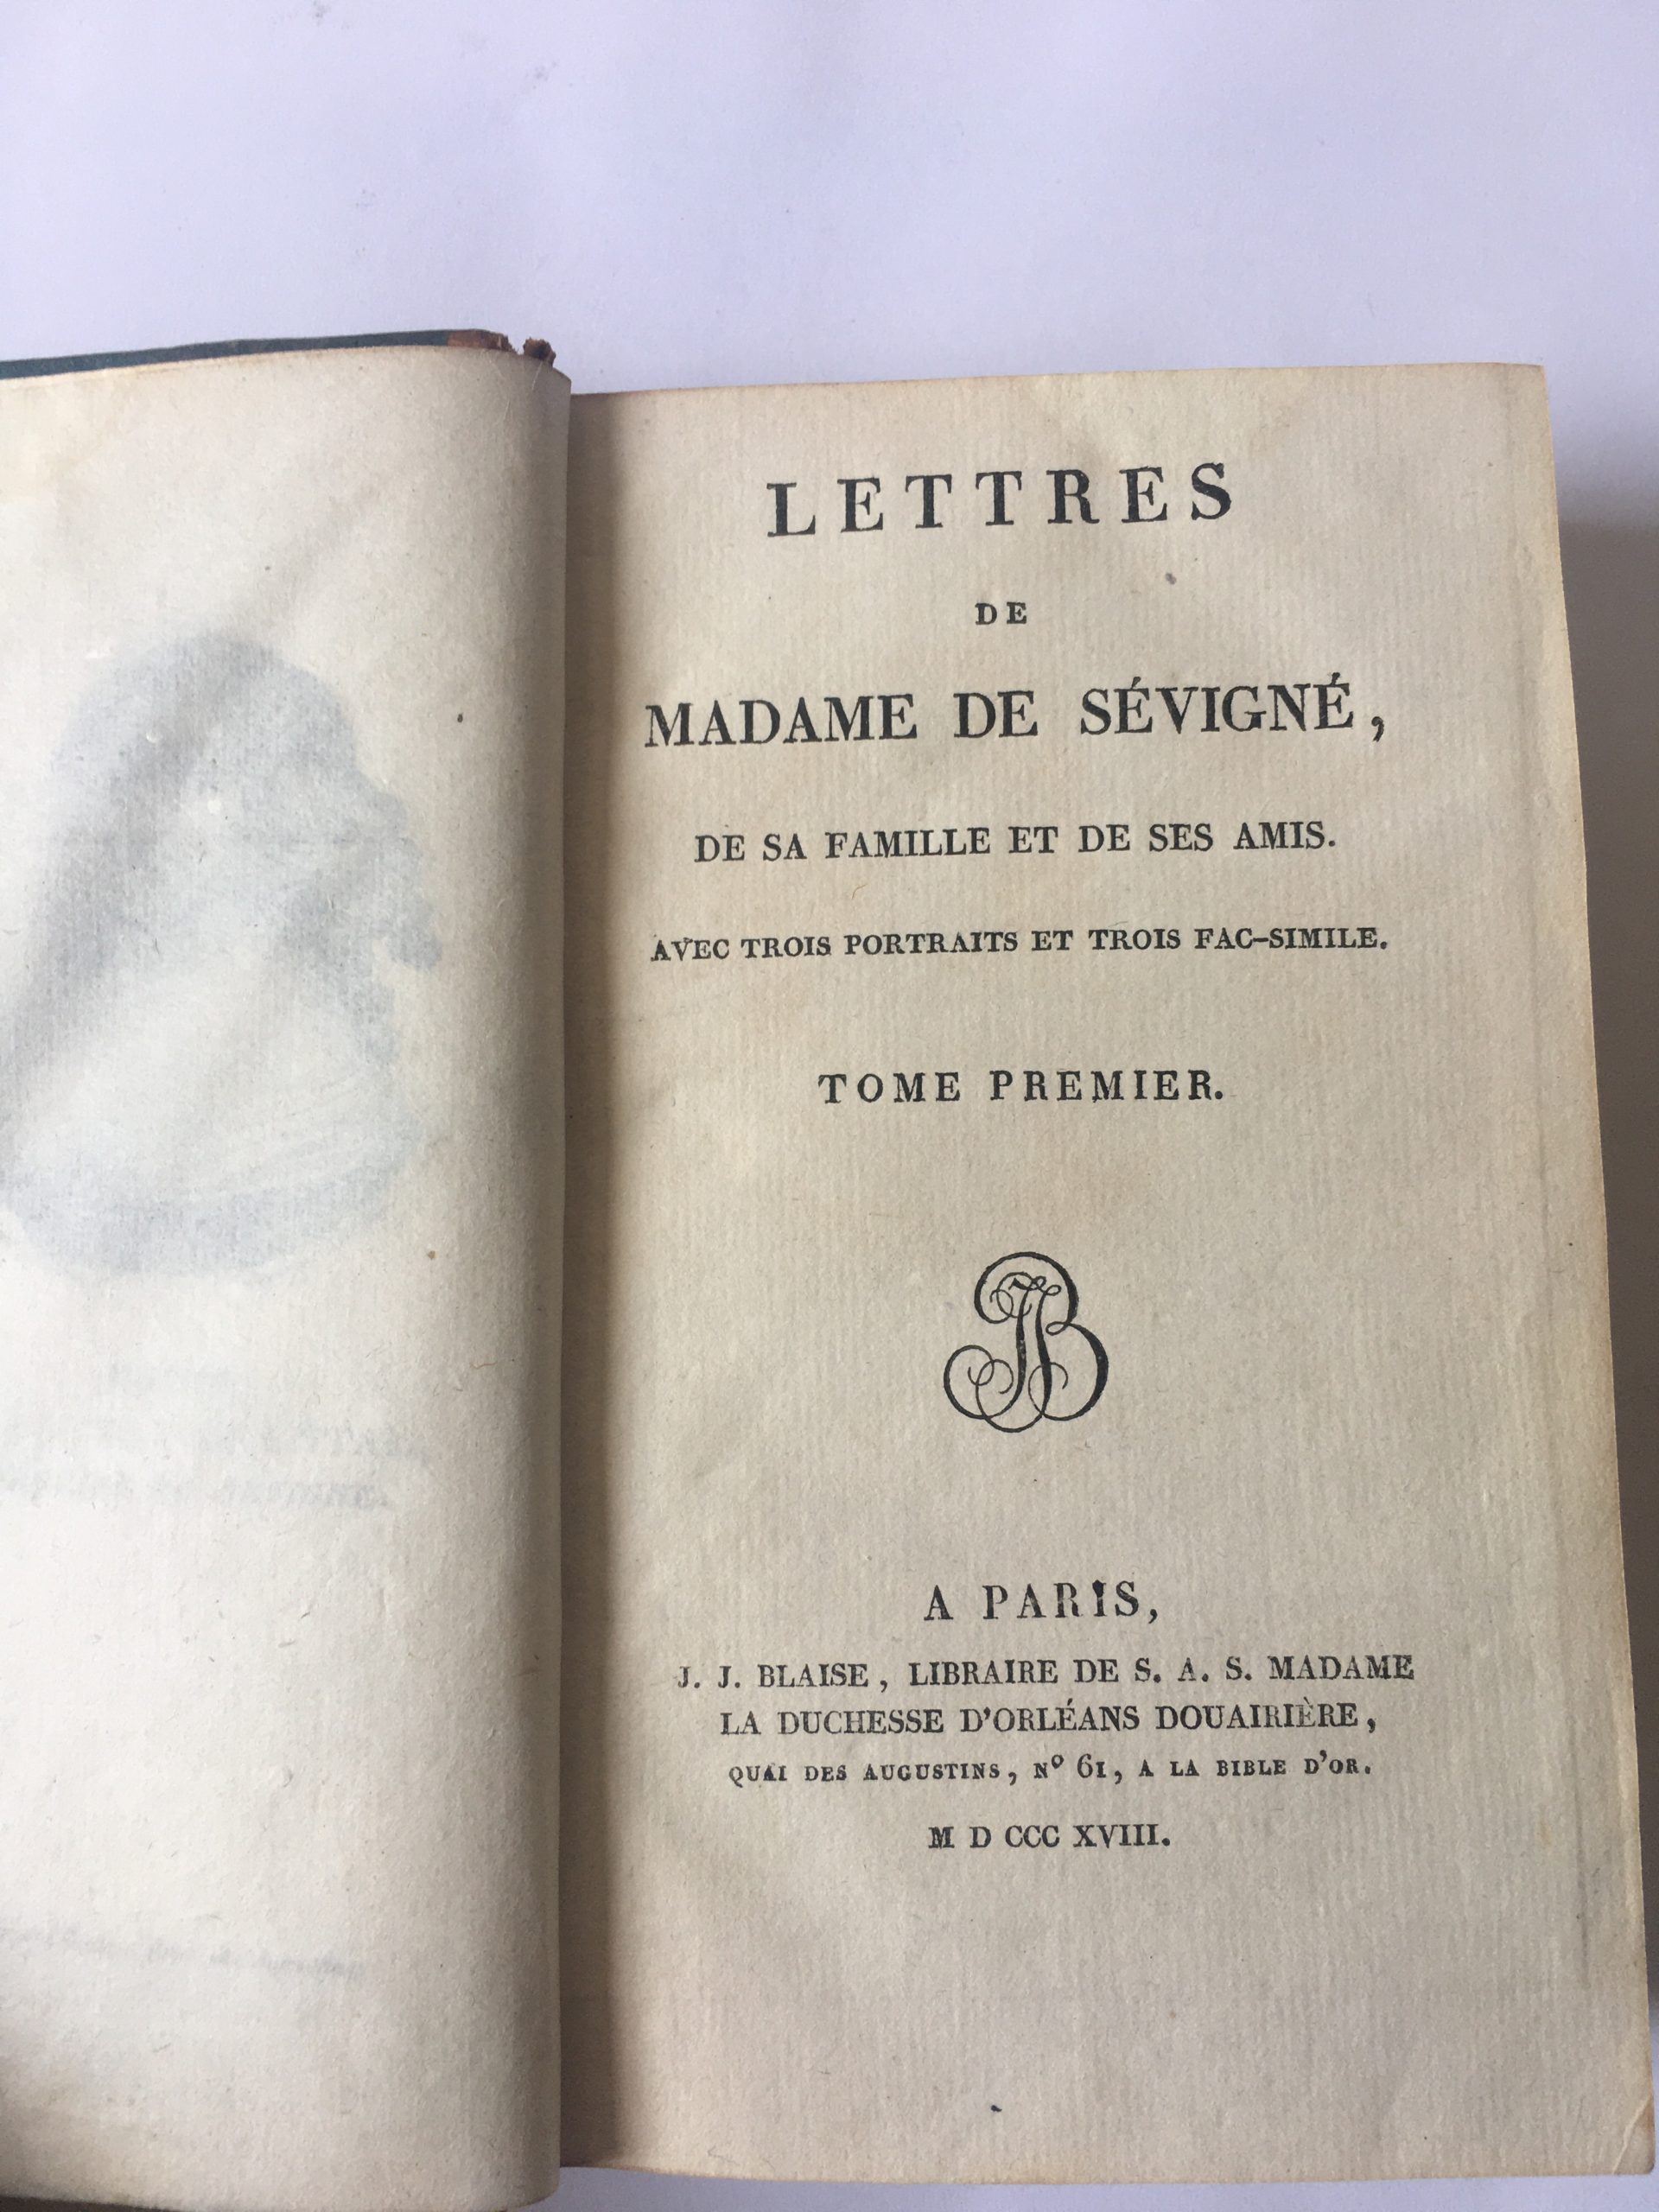 LETTRES
DE
MADAME DE SÉVIGNÉ,
DE SA FAMILLE ET DE SES AMIS.
AVEC TROIS PORTRAITS ET TROIS FAC-SIMILE.
TOME PREMIER.
JB
A PARIS,
J. J. BLAISE, LIBRAIRE DE S. A. S. MADAME
LA DUCHESSE D'ORLÉANS DOUAIRIÈRE,
QUAI DES AUGUSTINS, Nº 61, A LA BIBLE D'OR.
M D CCC XVIII.